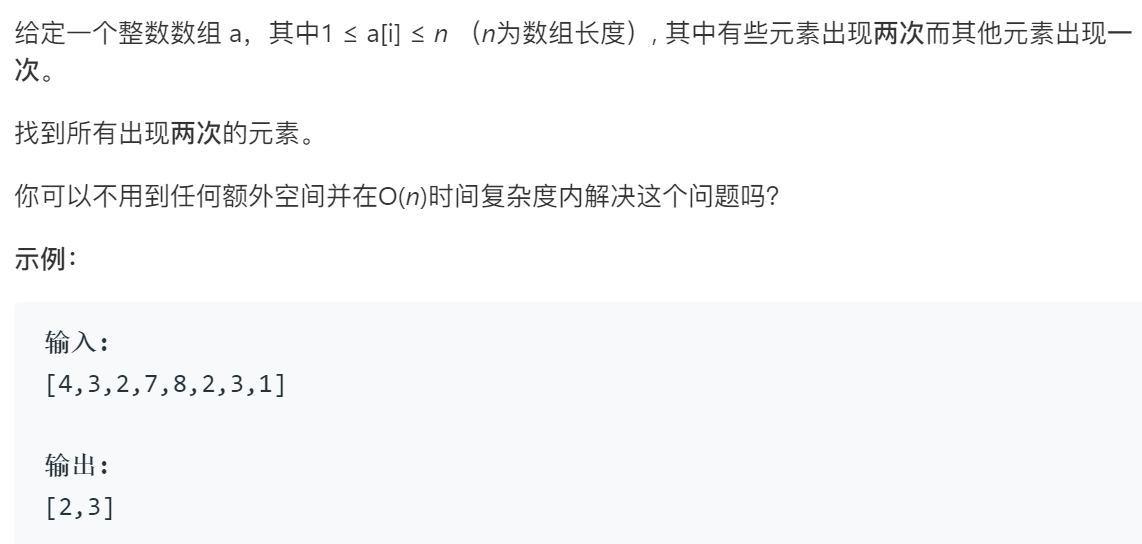 给定一个整数数组 a，其中1 ≤ a[i] ≤ n （n为数组长度）, 其中有些元素出现两次而其他元素出现一
次。
找到所有出现两次的元素。
你可以不用到任何额外空间并在O(n)时间复杂度内解决这个问题吗？
示例：
输入:
[4,3,2,7,8,2,3,1]
输出:
[2,3]